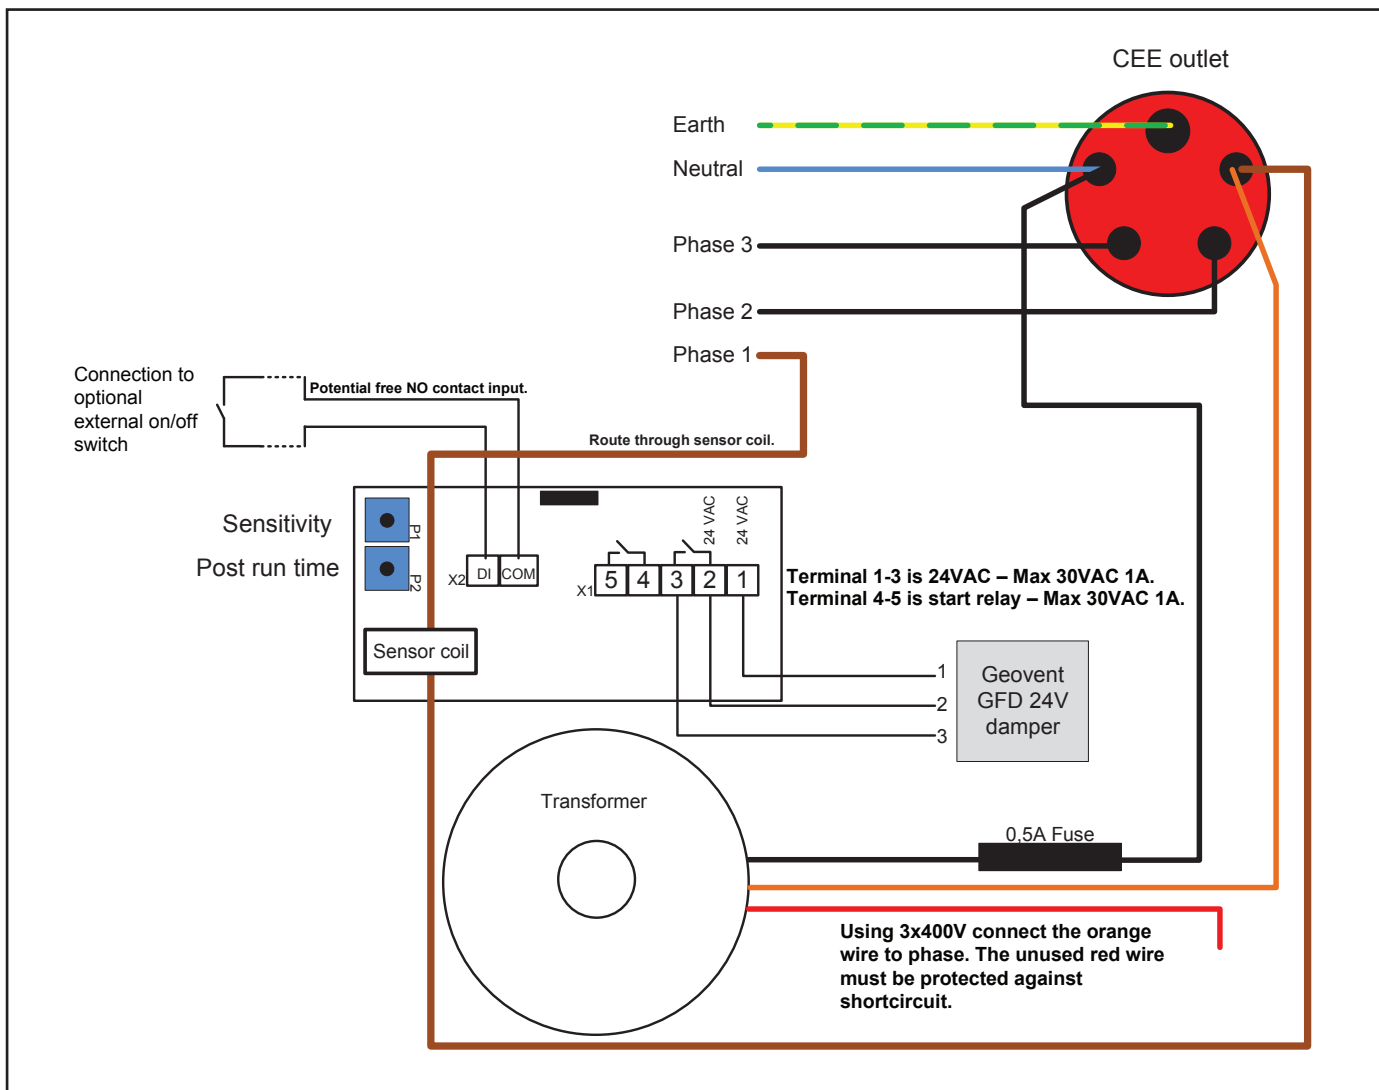 CEE outlet
Earth
Neutral
Phase 3
Phase 2
Phase 1
Connection to
optional
external on/off
switch
Potential free NO contact input.
Route through sensor coil.
Sensitivity
Post run time
P1
P2
X2
DI
COM
24 VAC
24 VAC
X1
5
4
3
2
1
Terminal 1-3 is 24VAC – Max 30VAC 1A.
Terminal 4-5 is start relay – Max 30VAC 1A.
Sensor coil
1
2
3
Geovent
GFD 24V
damper
Transformer
0,5A Fuse
Using 3x400V connect the orange
wire to phase. The unused red wire
must be protected against
shortcircuit.